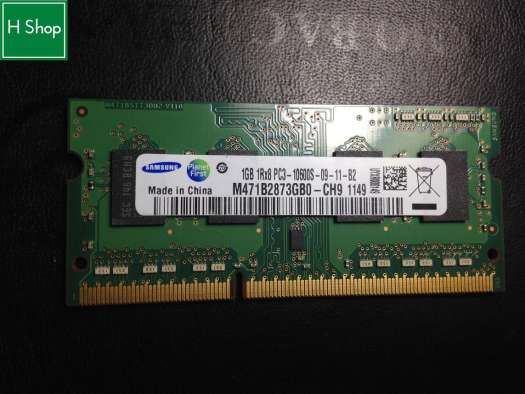 H Shop
SAMSUNG
Planet First
1GB 1Rx8 PC3-10600S-09-11-B2
Made in China
M471B2873GB0-CH9 1149